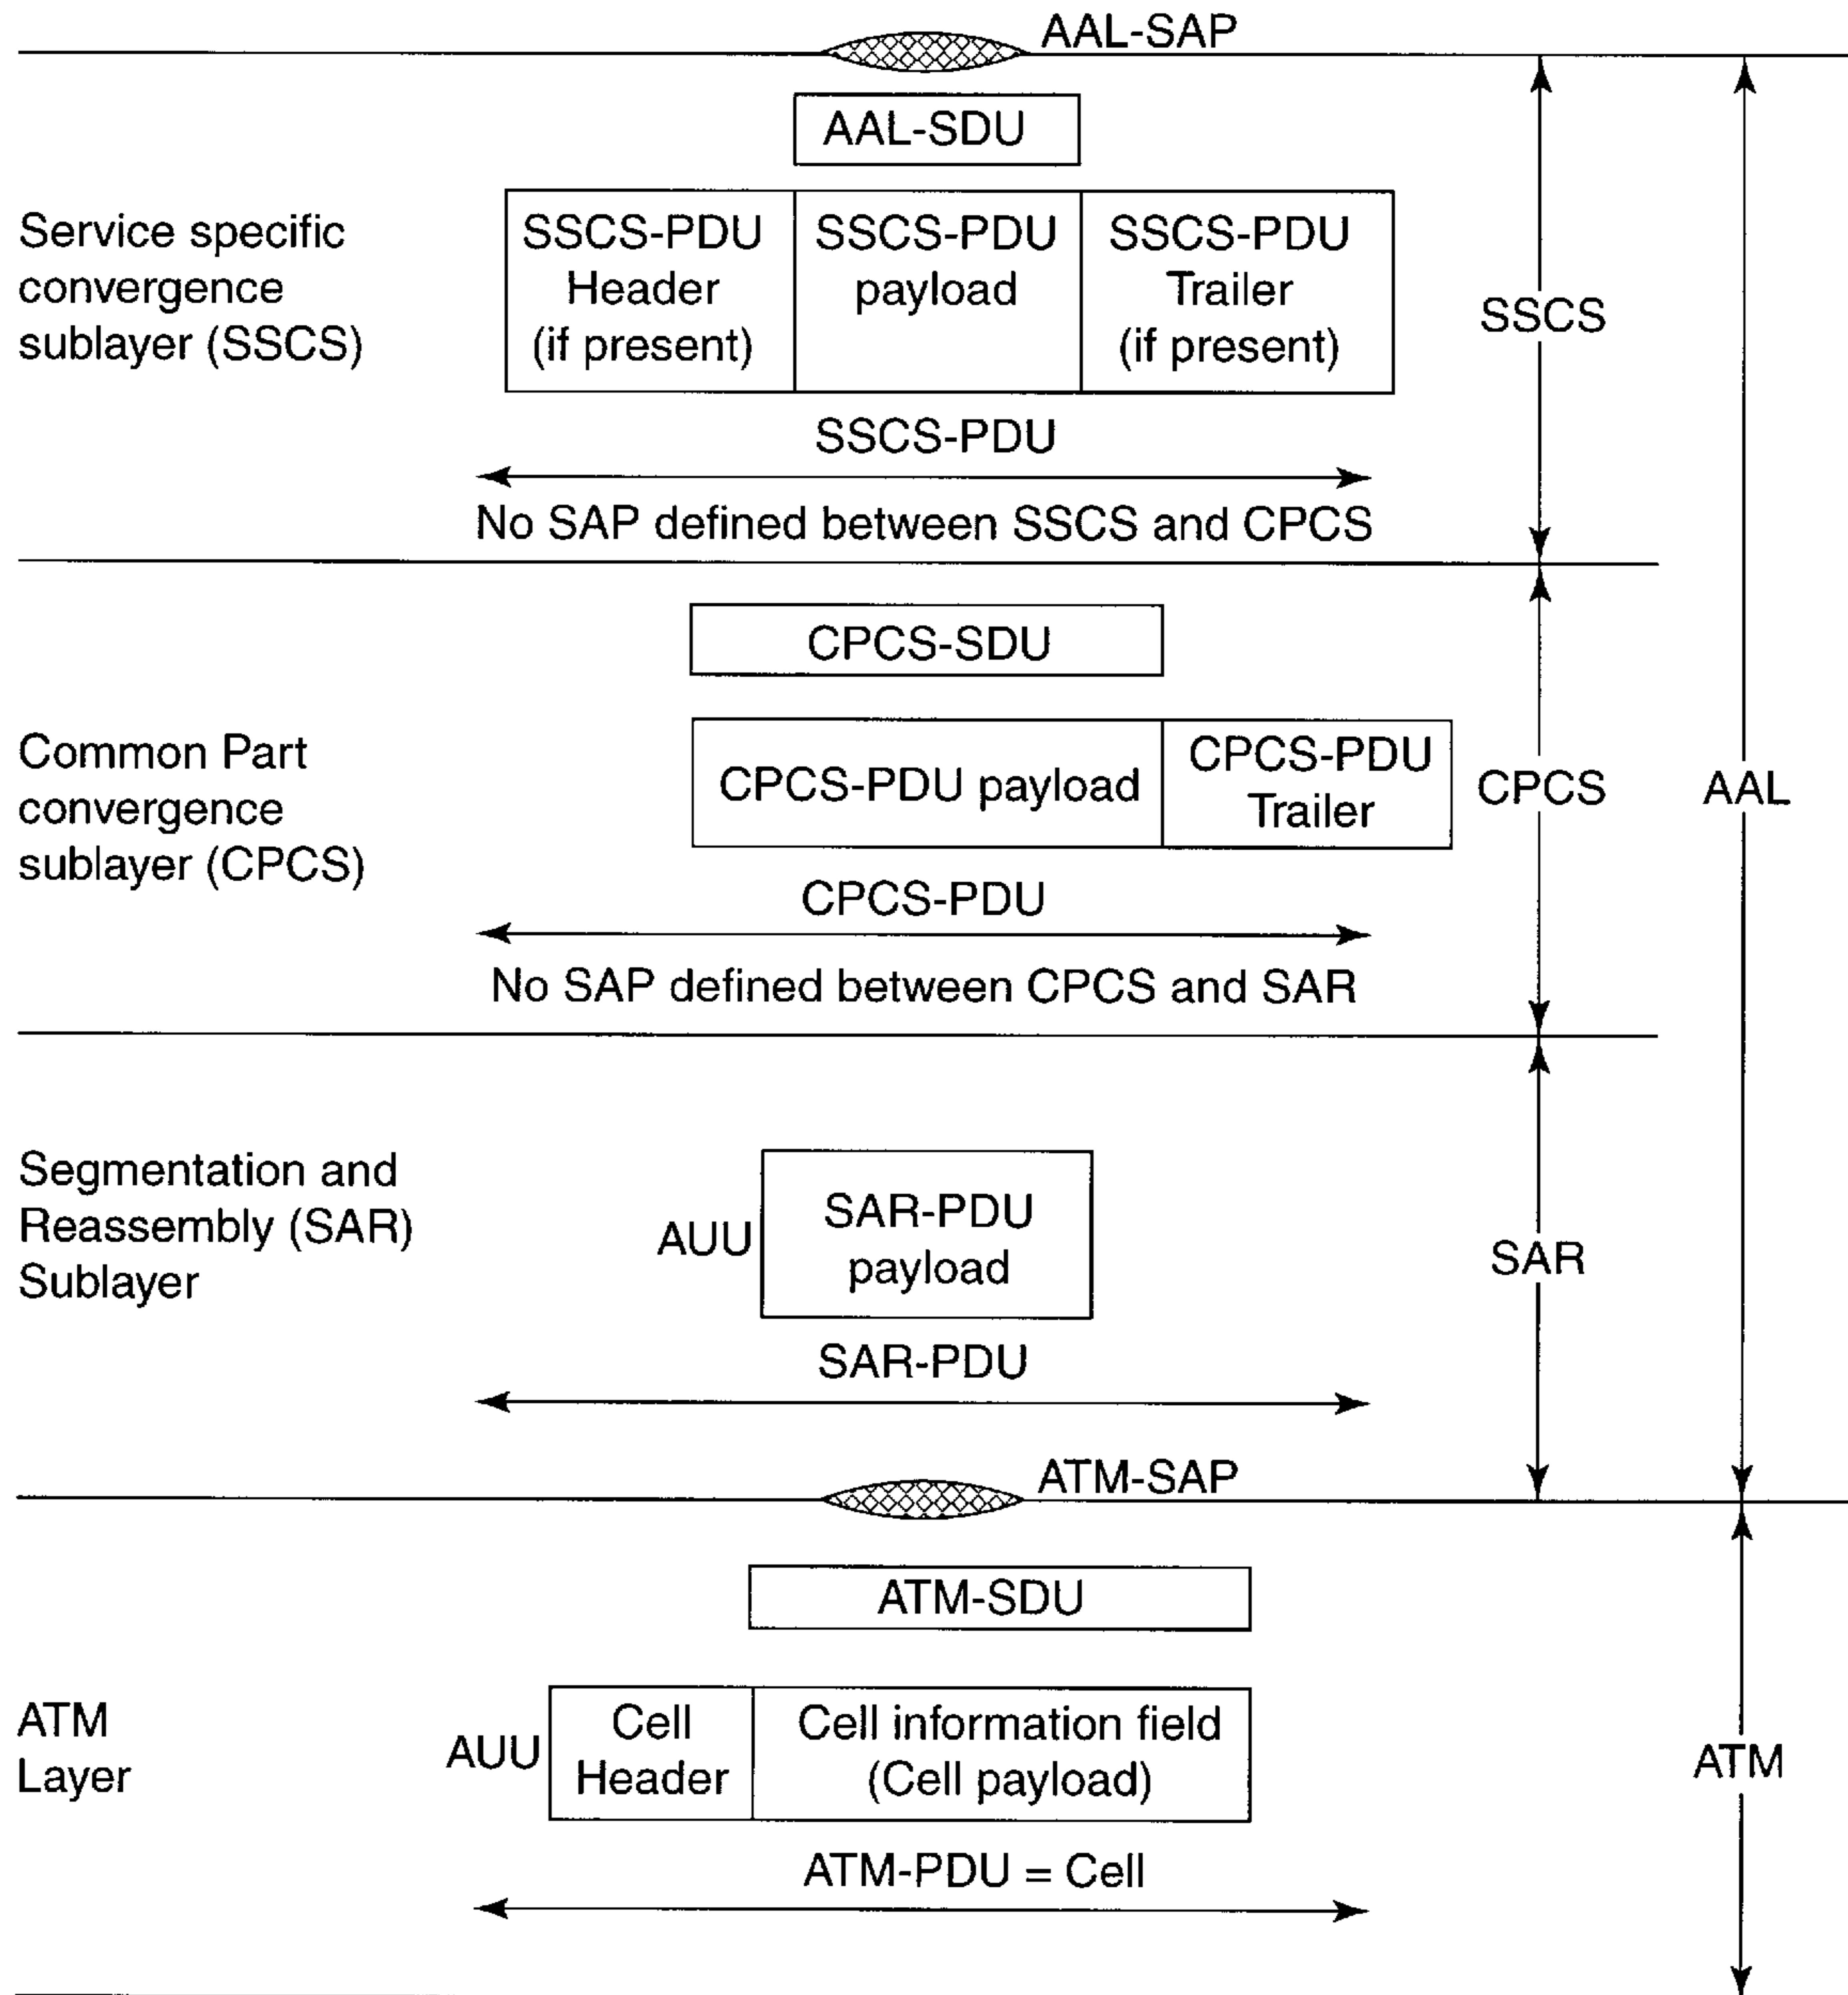 AAL-SAP
AAL-SDU
Service specific
convergence
sublayer (SSCS)
SSCS-PDU
Header
(if present)
SSCS-PDU
payload
SSCS-PDU
Trailer
(if present)
SSCS
SSCS-PDU
No SAP defined between SSCS and CPCS
CPCS-SDU
Common Part
convergence
sublayer (CPCS)
CPCS-PDU payload
CPCS-PDU
Trailer
CPCS
AAL
CPCS-PDU
No SAP defined between CPCS and SAR
Segmentation and
Reassembly (SAR)
Sublayer
AUU
SAR-PDU
payload
SAR
SAR-PDU
ATM-SAP
ATM-SDU
ATM
Layer
AUU
Cell
Header
Cell information field
(Cell payload)
ATM
ATM-PDU = Cell